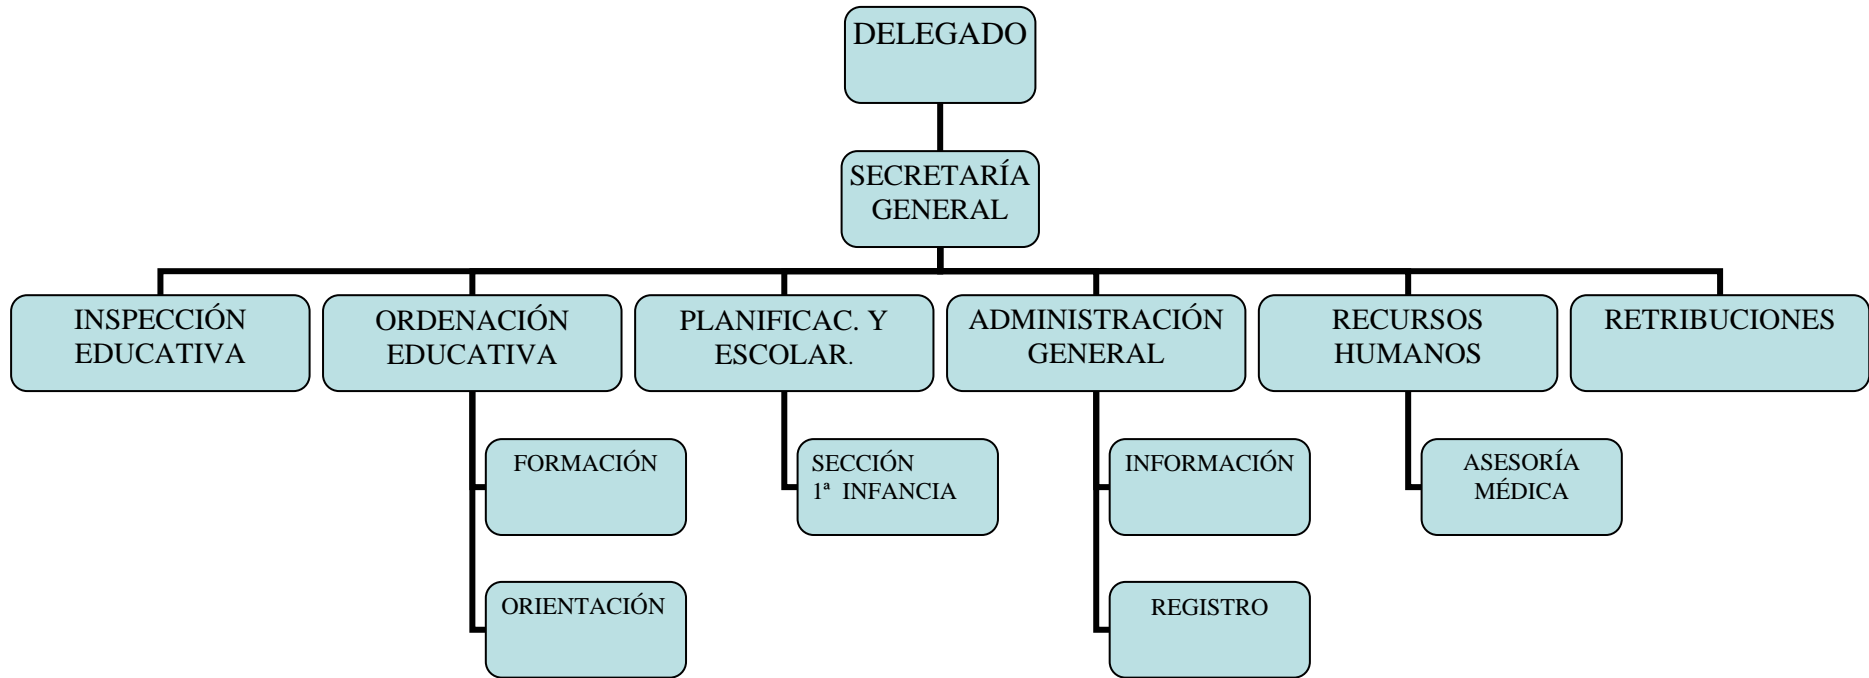 DELEGADO
SECRETARÍA
GENERAL
INSPECCIÓN
EDUCATIVA
ORDENACIÓN
EDUCATIVA
PLANIFICAC. Y
ESCOLAR.
ADMINISTRACIÓN
GENERAL
RECURSOS
HUMANOS
RETRIBUCIONES
FORMACIÓN
SECCIÓN
1ª INFANCIA
INFORMACIÓN
ASESORÍA
MÉDICA
ORIENTACIÓN
REGISTRO